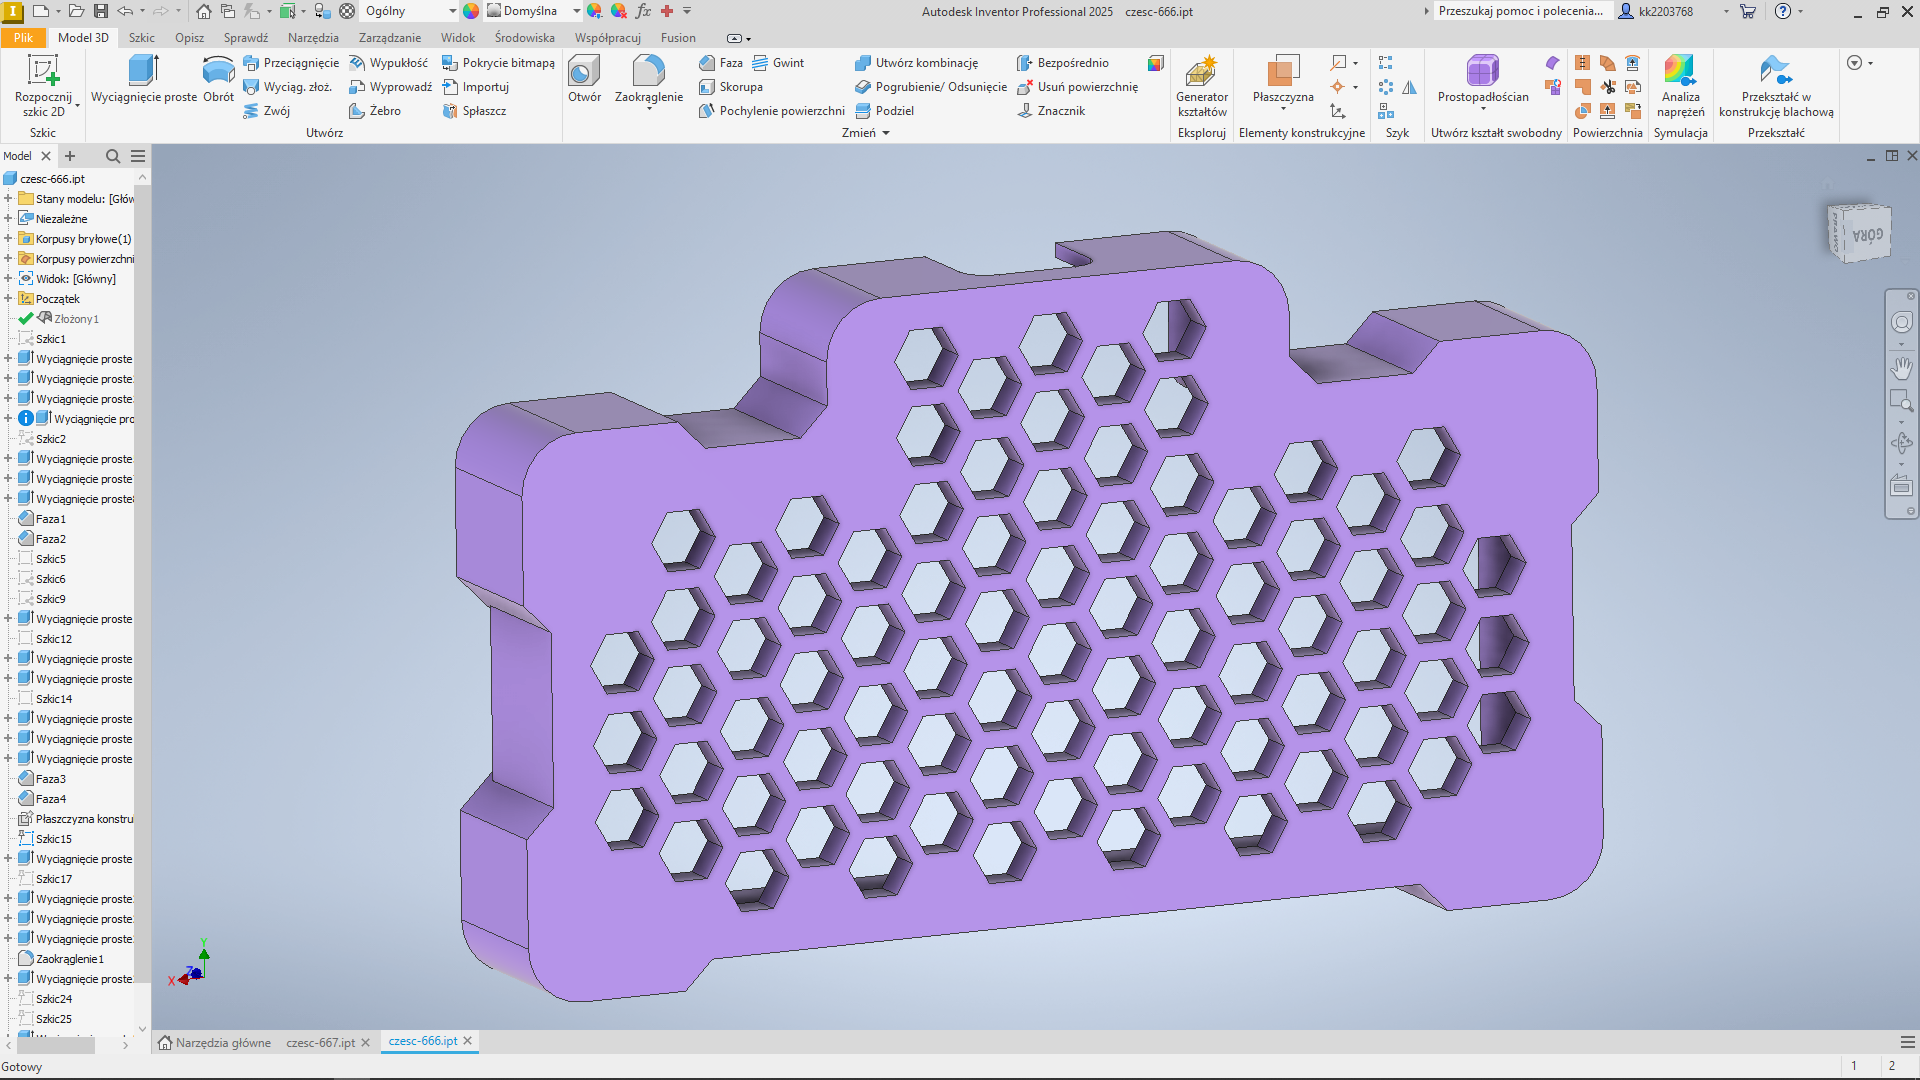 Ogólny
Domyślna
fx
Autodesk Inventor Professional 2025 czesc-666.ipt
Przeszukaj pomoc i polecenia...
kk2203768
Plik
Model 3D
Szkic
Opisz
Sprawdź
Narzędzia
Zarządzanie
Widok
Środowiska
Współpracuj
Fusion
Rozpocznij
szkic 2D
Szkic
Wyciągnięcie proste
Obrót
Przeciągnięcie
Wyciąg. złoż.
Zwój
Wypukłość
Wyprowadź
Żebro
Pokrycie bitmapą
Importuj
Spłaszcz
Utwórz
Otwór
Zaokrąglenie
Faza
Gwint
Skorupa
Pochylenie powierzchni
Utwórz kombinację
Pogrubienie/ Odsunięcie
Podziel
Bezpośrednio
Usuń powierzchnię
Znacznik
Zmień
Generator
kształtów
Eksploruj
Płaszczyzna
Elementy konstrukcyjne
Szyk
Prostopadłościan
Utwórz kształt swobodny
Powierzchnia
Analiza
naprężeń
Symulacja
Przekształć w
konstrukcję blachową
Przekształć
Model
czesc-666.ipt
Stany modelu: [Głów
Niezależne
Korpusy bryłowe(1)
Korpusy powierzchni
Widok: [Główny]
Początek
Złożony1
Szkic1
Wyciągnięcie proste
Wyciągnięcie proste
Wyciągnięcie proste
Wyciągnięcie pro
Szkic2
Wyciągnięcie proste
Wyciągnięcie proste
Wyciągnięcie proste
Faza1
Faza2
Szkic5
Szkic6
Szkic9
Wyciągnięcie proste
Szkic12
Wyciągnięcie proste
Wyciągnięcie proste
Szkic14
Wyciągnięcie proste
Wyciągnięcie proste
Wyciągnięcie proste
Faza3
Faza4
Płaszczyzna konstru
Szkic15
Wyciągnięcie proste
Szkic17
Wyciągnięcie proste
Wyciągnięcie proste
Wyciągnięcie proste
Zaokrąglenie1
Wyciągnięcie proste
Szkic24
Szkic25
GÓRA
PRAWO
Y
Z
X
Narzędzia główne
czesc-667.ipt
czesc-666.ipt
Gotowy
1
2